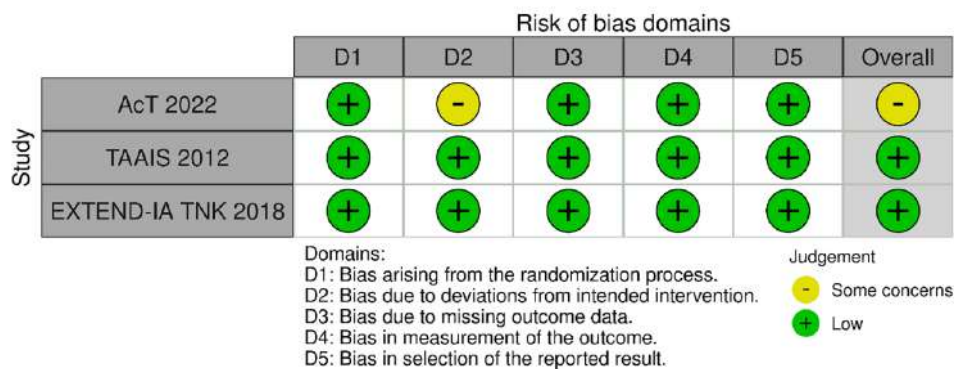 Risk of bias domains
D1 D2 D3 D4 D5 Overall
Study
AcT 2022 + - + + + -
TAAIS 2012 + + + + + +
EXTEND-IA TNK 2018 + + + + + +
Domains:
D1: Bias arising from the randomization process.
D2: Bias due to deviations from intended intervention.
D3: Bias due to missing outcome data.
D4: Bias in measurement of the outcome.
D5: Bias in selection of the reported result.
Judgement
- Some concerns
+ Low